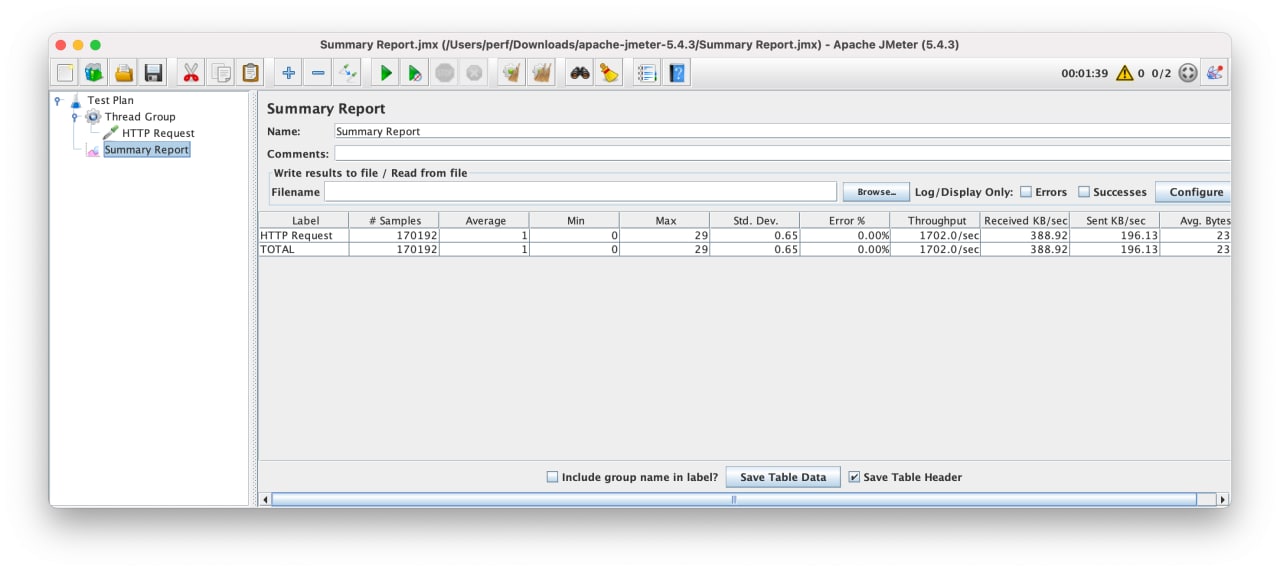 Summary Report.jmx (/Users/perf/Downloads/apache-jmeter-5.4.3/Summary Report.jmx) - Apache JMeter (5.4.3)
00:01:39 0 0/2
Test Plan
Thread Group
HTTP Request
Summary Report
Summary Report
Name: Summary Report
Comments:
Write results to file / Read from file
Filename Browse... Log/Display Only: Errors Successes Configure
Label # Samples Average Min Max Std. Dev. Error % Throughput Received KB/sec Sent KB/sec Avg. Bytes
HTTP Request 170192 1 0 29 0.65 0.00% 1702.0/sec 388.92 196.13 23
TOTAL 170192 1 0 29 0.65 0.00% 1702.0/sec 388.92 196.13 23
Include group name in label? Save Table Data Save Table Header